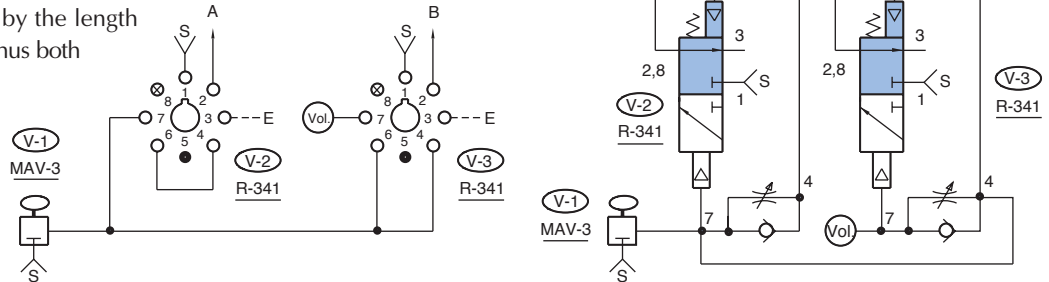 by the length
nus both
A
S
1
2
3
4
5
6
7
8
E
V-1
MAV-3
S
V-2
R-341
B
S
1
2
3
4
5
6
7
8
Vol.
E
V-3
R-341
3
2,8
S
1
V-2
R-341
4
7
V-1
MAV-3
S
3
2,8
S
1
V-3
R-341
4
7
Vol.